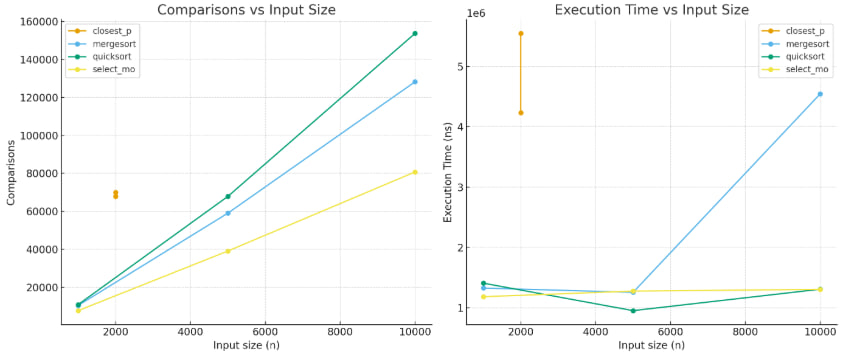 Comparisons vs Input Size
160000
140000
120000
100000
80000
60000
40000
20000
Comparisons
closest_p
mergesort
quicksort
select_mo
2000
4000
6000
8000
10000
Input size (n)
Execution Time vs Input Size
1e6
5
4
3
2
1
Execution Time (ns)
closest_p
mergesort
quicksort
select_mo
2000
4000
6000
8000
10000
Input size (n)